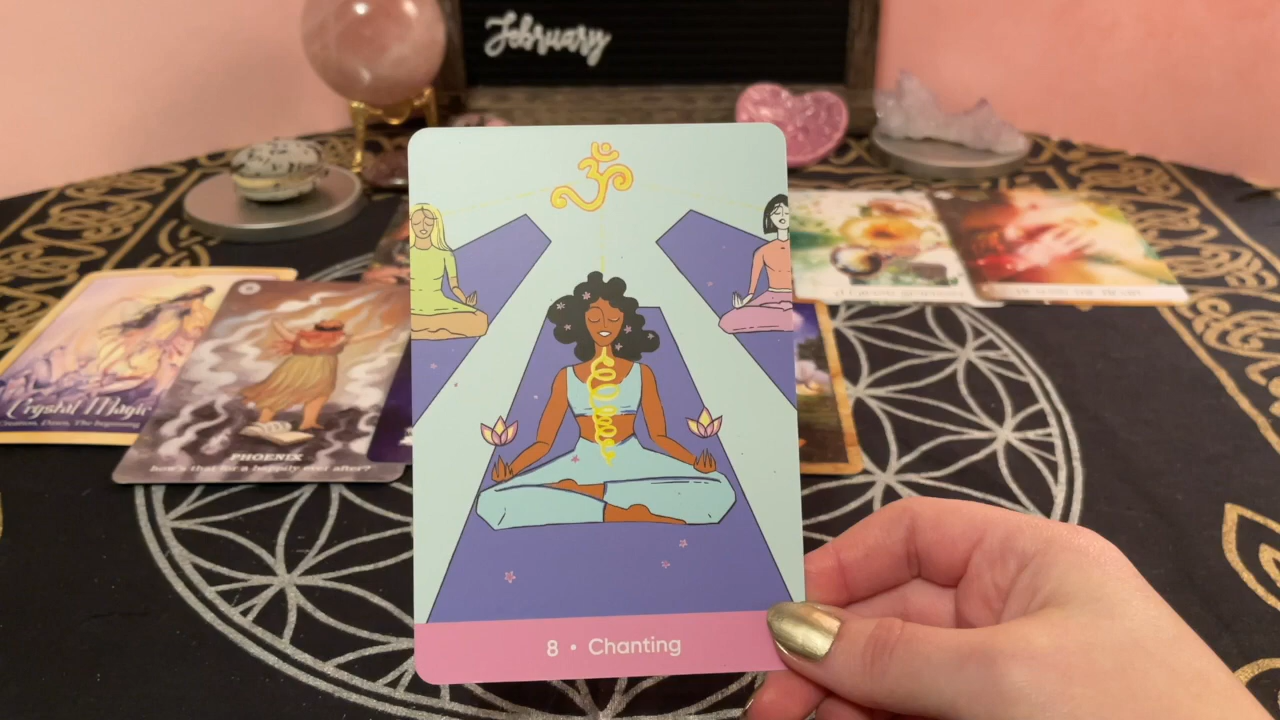 February
ॐ
Crystal Magic
Creation, Dawn, The beginning
PHOENIX
how's that for a happily ever after?
8 • Chanting